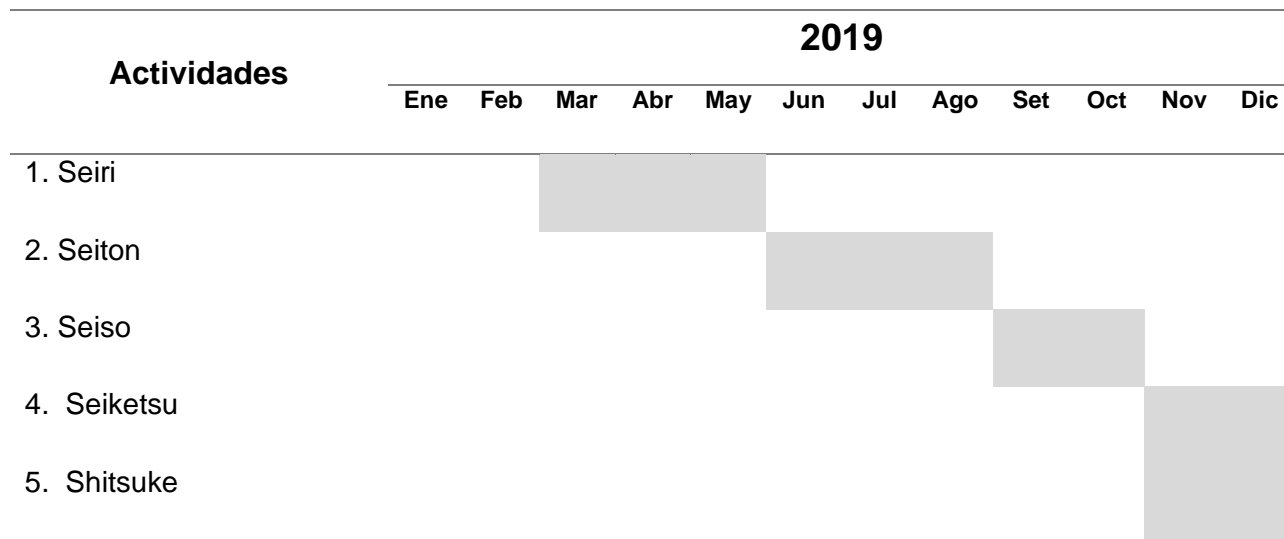 2019
Actividades
Ene Feb Mar Abr May Jun Jul Ago Set Oct Nov Dic
1. Seiri
2. Seiton
3. Seiso
4. Seiketsu
5. Shitsuke